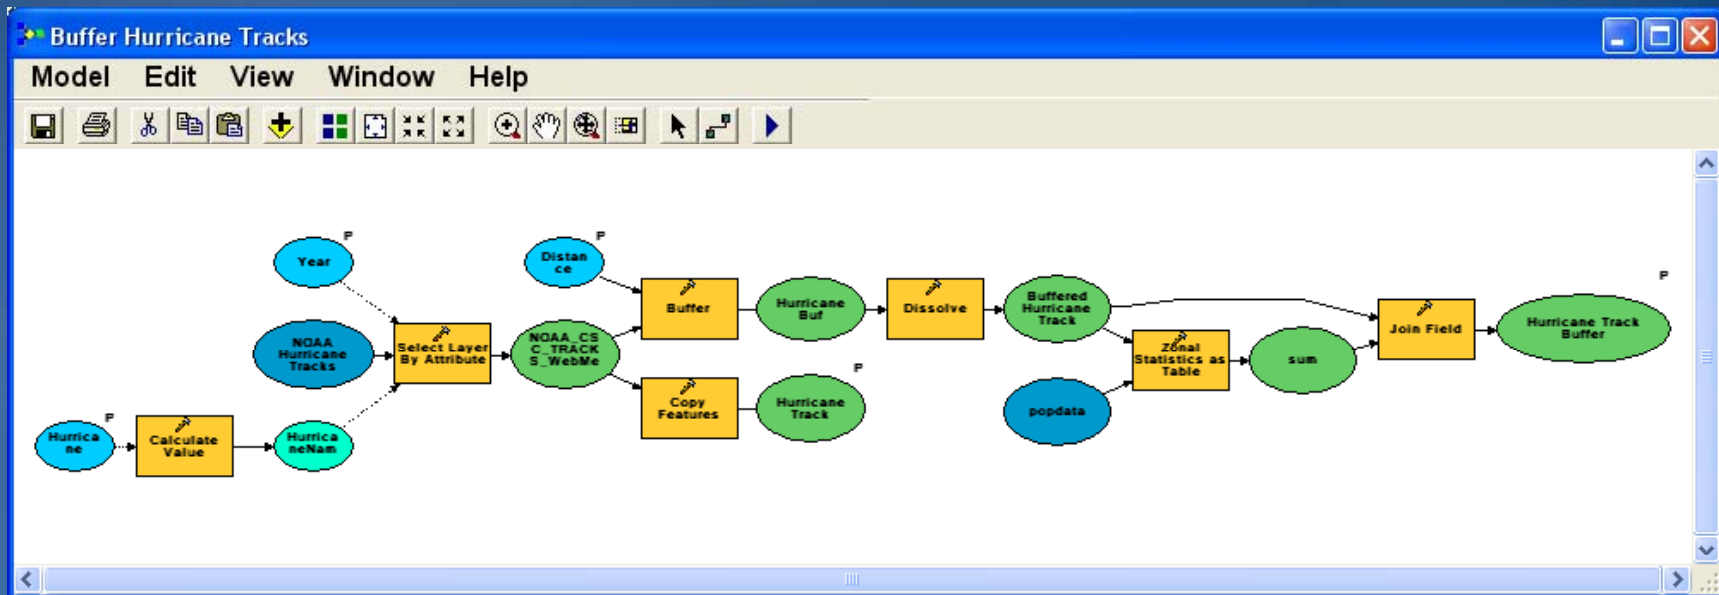 Buffer Hurricane Tracks
Model Edit View Window Help
P
Year
P
Distan
ce
Buffer
Hurricane
Buf
Dissolve
Buffered
Hurricane
Track
P
Join Field
Hurricane Track
Buffer
NOAA
Hurricane
Tracks
Select Layer
By Attribute
NOAA_CS
C_TRACK
S_WebMe
Zonal
Statistics as
Table
sum
P
Copy
Features
Hurricane
Track
popdata
P
Hurrica
ne
Calculate
Value
Hurrica
neNam